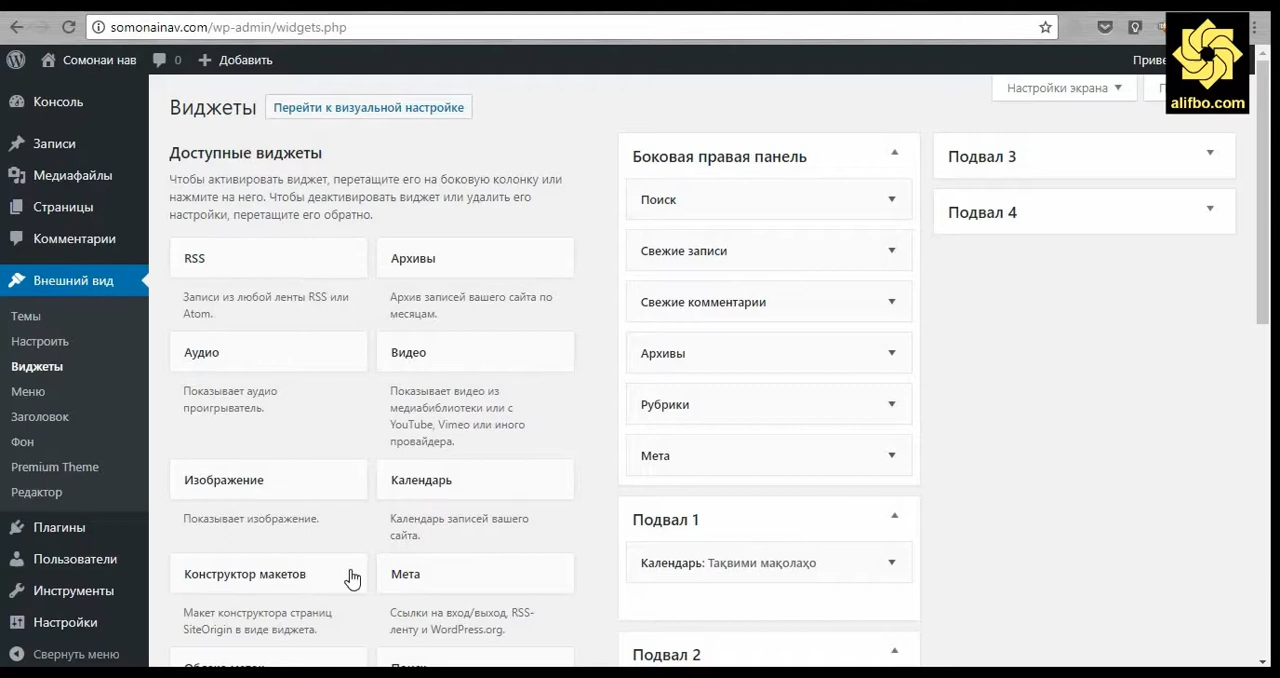 somonainav.com/wp-admin/widgets.php
alifbo.com
Сомонаи нав
0
Добавить
Консоль
Записи
Медиафайлы
Страницы
Комментарии
Внешний вид
Темы
Настроить
Виджеты
Меню
Заголовок
Фон
Premium Theme
Редактор
Плагины
Пользователи
Инструменты
Настройки
Свернуть меню
Настройки экрана
Виджеты
Перейти к визуальной настройке
Доступные виджеты
Чтобы активировать виджет, перетащите его на боковую колонку или
нажмите на него. Чтобы деактивировать виджет или удалить его
настройки, перетащите его обратно.
RSS
Записи из любой ленты RSS или
Atom.
Архивы
Архив записей вашего сайта по
месяцам.
Аудио
Показывает аудио
проигрыватель.
Видео
Показывает видео из
медиабиблиотеки или с
YouTube, Vimeo или иного
провайдера.
Изображение
Показывает изображение.
Календарь
Календарь записей вашего
сайта.
Конструктор макетов
Макет конструктора страниц
SiteOrigin в виде виджета.
Мета
Ссылки на вход/выход, RSS-
ленту и WordPress.org.
Боковая правая панель
Поиск
Свежие записи
Свежие комментарии
Архивы
Рубрики
Мета
Подвал 1
Календарь: Тақвими мақолаҳо
Подвал 2
Подвал 3
Подвал 4